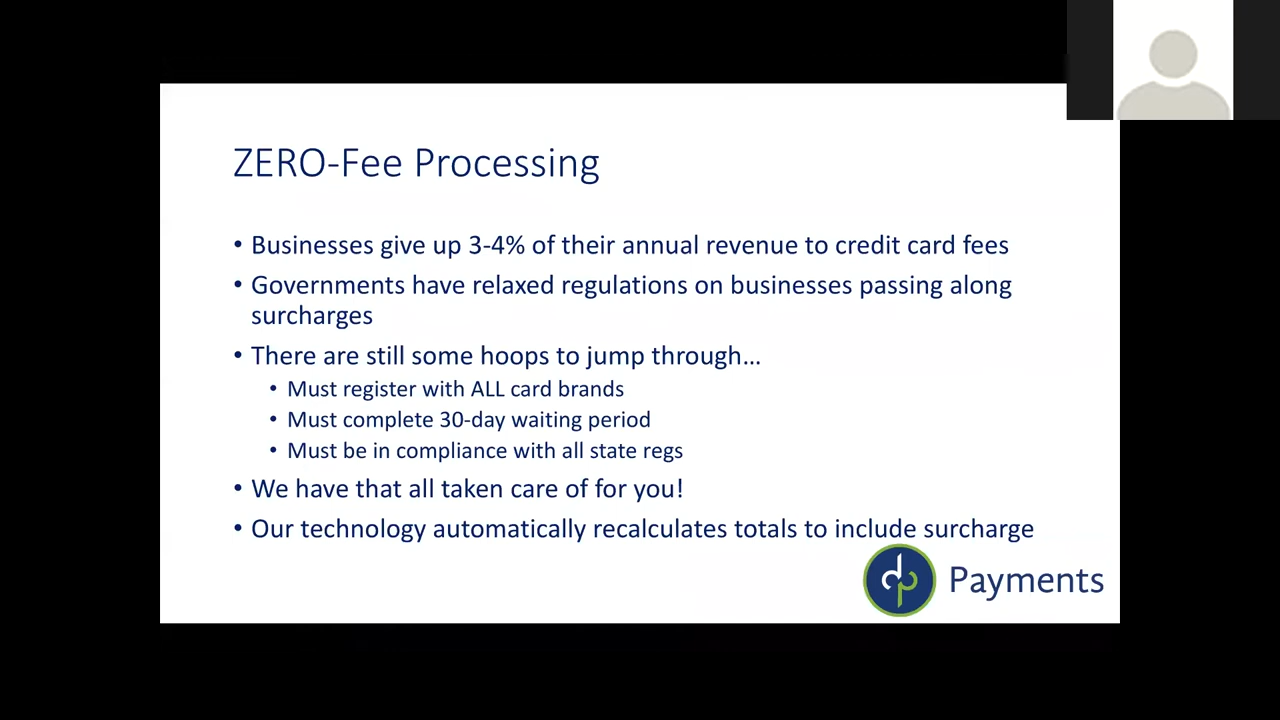 ZERO-Fee Processing
• Businesses give up 3-4% of their annual revenue to credit card fees
• Governments have relaxed regulations on businesses passing along
surcharges
• There are still some hoops to jump through…
• Must register with ALL card brands
• Must complete 30-day waiting period
• Must be in compliance with all state regs
• We have that all taken care of for you!
• Our technology automatically recalculates totals to include surcharge
dp Payments